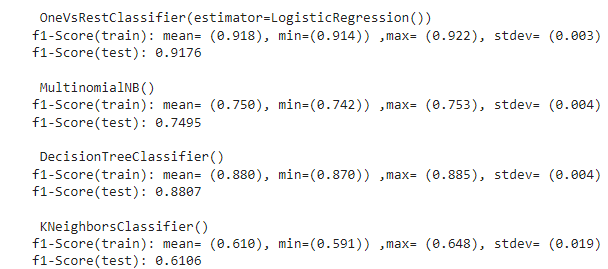 OneVsRestClassifier(estimator=LogisticRegression())
f1-Score(train): mean= (0.918), min=(0.914)) ,max= (0.922), stdev= (0.003)
f1-Score(test): 0.9176
MultinomialNB()
f1-Score(train): mean= (0.750), min=(0.742)) ,max= (0.753), stdev= (0.004)
f1-Score(test): 0.7495
DecisionTreeClassifier()
f1-Score(train): mean= (0.880), min=(0.870)) ,max= (0.885), stdev= (0.004)
f1-Score(test): 0.8807
KNeighborsClassifier()
f1-Score(train): mean= (0.610), min=(0.591)) ,max= (0.648), stdev= (0.019)
f1-Score(test): 0.6106